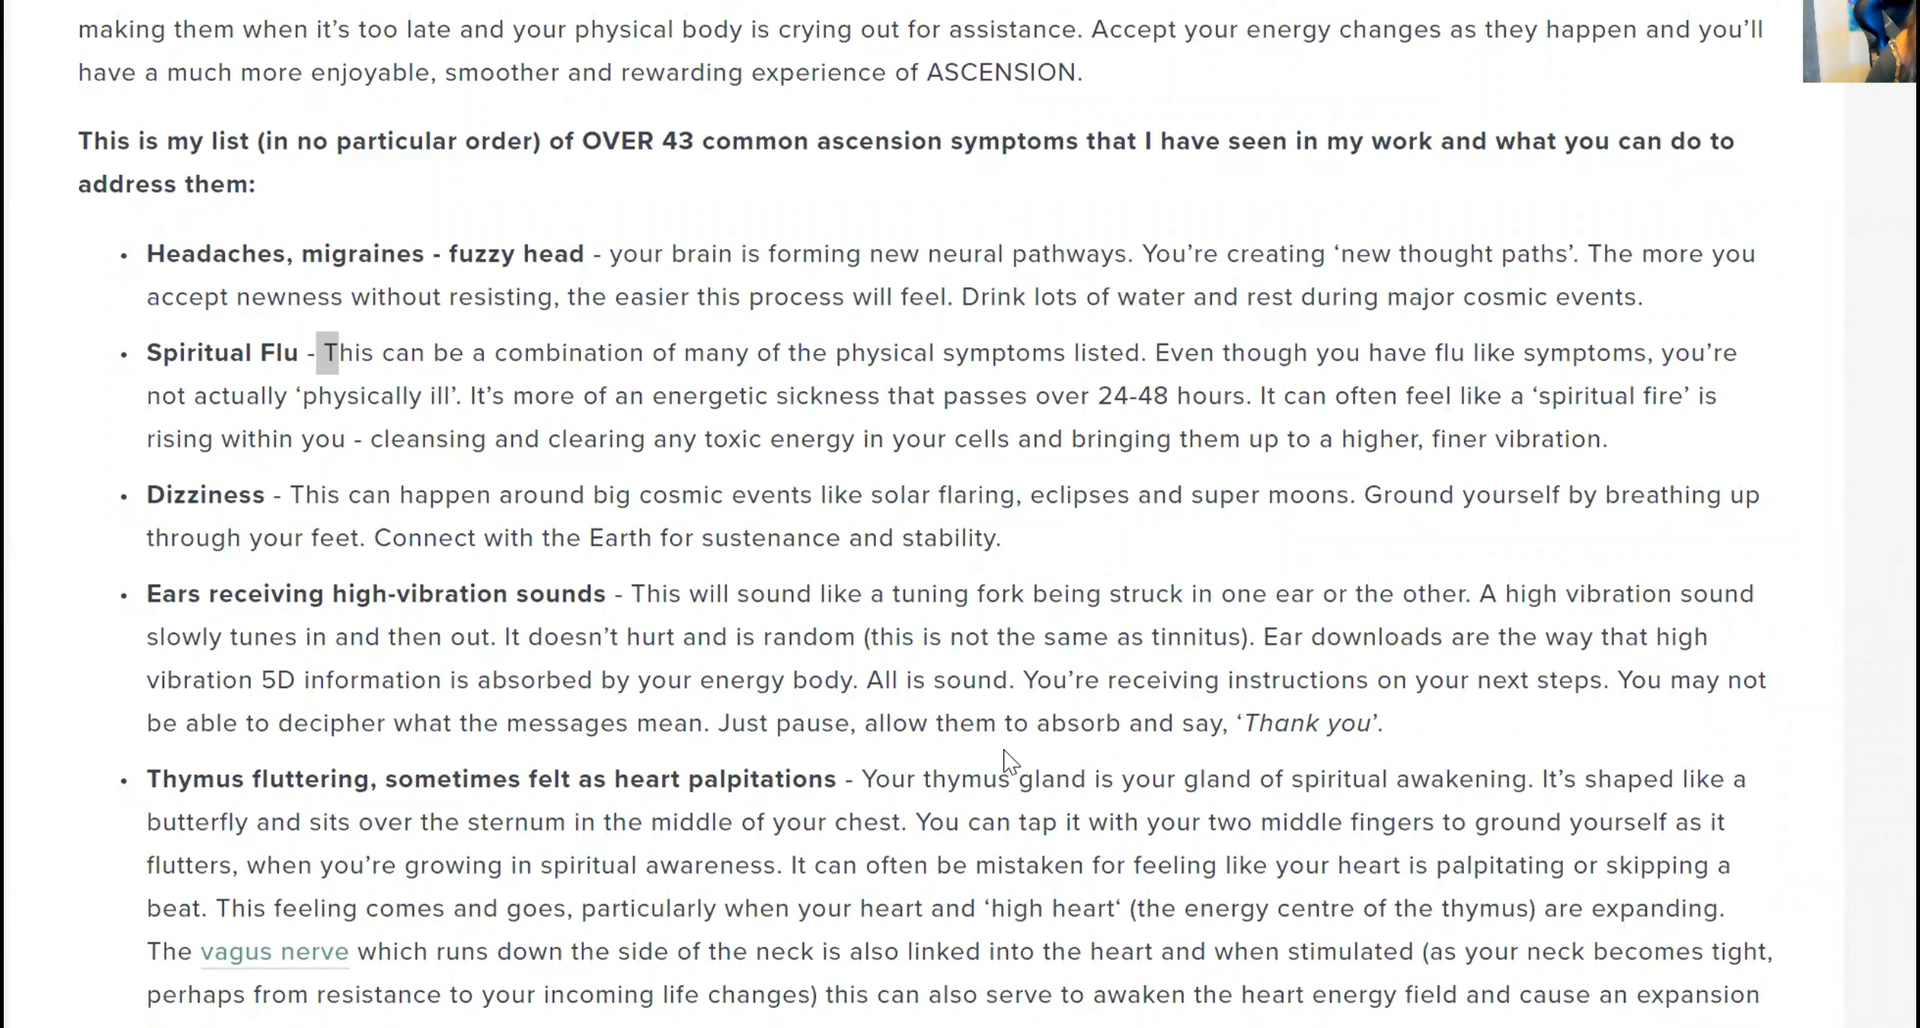 making them when it’s too late and your physical body is crying out for assistance. Accept your energy changes as they happen and you’ll
have a much more enjoyable, smoother and rewarding experience of ASCENSION.
This is my list (in no particular order) of OVER 43 common ascension symptoms that I have seen in my work and what you can do to
address them:
• Headaches, migraines - fuzzy head - your brain is forming new neural pathways. You’re creating ‘new thought paths’. The more you
accept newness without resisting, the easier this process will feel. Drink lots of water and rest during major cosmic events.
• Spiritual Flu - This can be a combination of many of the physical symptoms listed. Even though you have flu like symptoms, you’re
not actually ‘physically ill’. It’s more of an energetic sickness that passes over 24-48 hours. It can often feel like a ‘spiritual fire’ is
rising within you - cleansing and clearing any toxic energy in your cells and bringing them up to a higher, finer vibration.
• Dizziness - This can happen around big cosmic events like solar flaring, eclipses and super moons. Ground yourself by breathing up
through your feet. Connect with the Earth for sustenance and stability.
• Ears receiving high-vibration sounds - This will sound like a tuning fork being struck in one ear or the other. A high vibration sound
slowly tunes in and then out. It doesn’t hurt and is random (this is not the same as tinnitus). Ear downloads are the way that high
vibration 5D information is absorbed by your energy body. All is sound. You’re receiving instructions on your next steps. You may not
be able to decipher what the messages mean. Just pause, allow them to absorb and say, ‘Thank you’.
• Thymus fluttering, sometimes felt as heart palpitations - Your thymus gland is your gland of spiritual awakening. It’s shaped like a
butterfly and sits over the sternum in the middle of your chest. You can tap it with your two middle fingers to ground yourself as it
flutters, when you’re growing in spiritual awareness. It can often be mistaken for feeling like your heart is palpitating or skipping a
beat. This feeling comes and goes, particularly when your heart and ‘high heart‘ (the energy centre of the thymus) are expanding.
The vagus nerve which runs down the side of the neck is also linked into the heart and when stimulated (as your neck becomes tight,
perhaps from resistance to your incoming life changes) this can also serve to awaken the heart energy field and cause an expansion